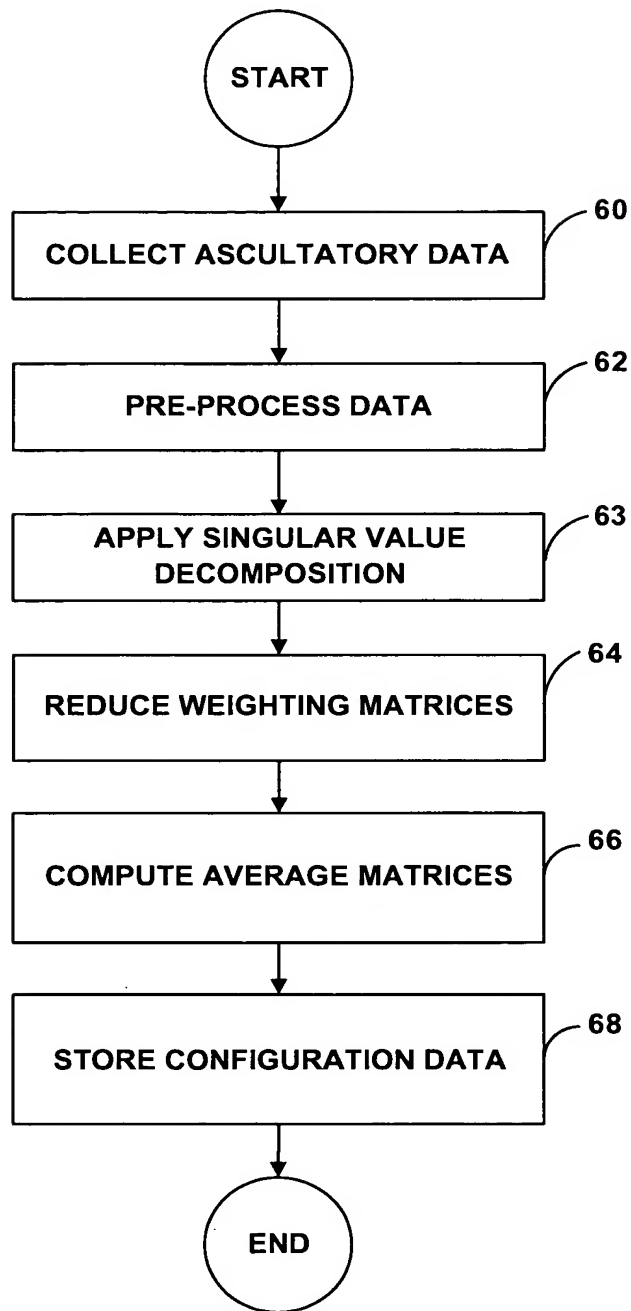 START
60
COLLECT ASCULTATORY DATA
62
PRE-PROCESS DATA
63
APPLY SINGULAR VALUE
DECOMPOSITION
64
REDUCE WEIGHTING MATRICES
66
COMPUTE AVERAGE MATRICES
68
STORE CONFIGURATION DATA
END